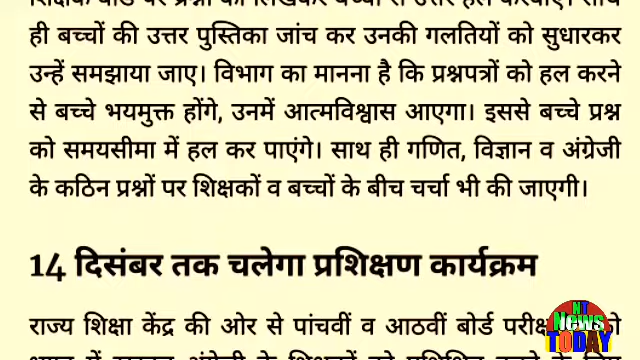 ही बच्चों की उत्तर पुस्तिका जांच कर उनकी गलतियों को सुधारकर
उन्हें समझाया जाए। विभाग का मानना है कि प्रश्नपत्रों को हल करने
से बच्चे भयमुक्त होंगे, उनमें आत्मविश्वास आएगा। इससे बच्चे प्रश्न
को समयसीमा में हल कर पाएंगे। साथ ही गणित, विज्ञान व अंग्रेजी
के कठिन प्रश्नों पर शिक्षकों व बच्चों के बीच चर्चा भी की जाएगी।
14 दिसंबर तक चलेगा प्रशिक्षण कार्यक्रम
राज्य शिक्षा केंद्र की ओर से पांचवीं व आठवीं बोर्ड
NT
News
TODAY